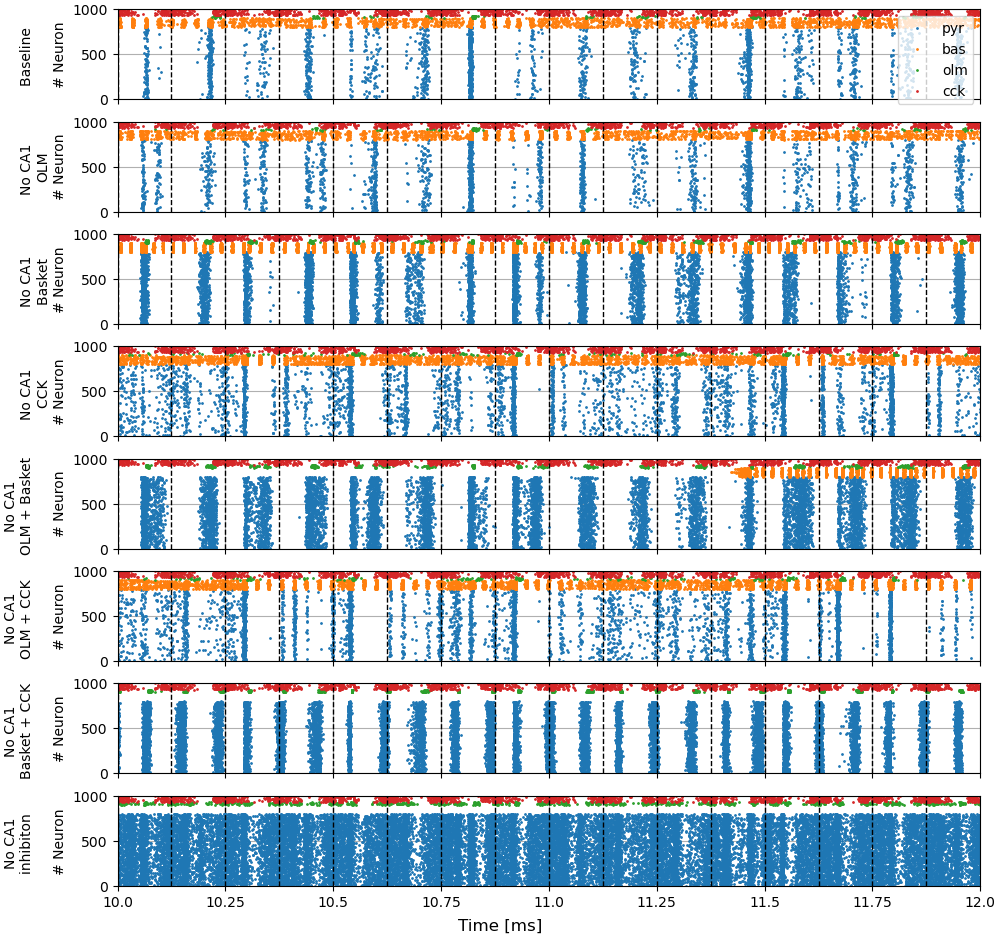 Baseline
# Neuron
1000
500
0
pyr
bas
olm
cck
No CA1
OLM
# Neuron
1000
500
0
No CA1
Basket
# Neuron
1000
500
0
No CA1
CCK
# Neuron
1000
500
0
No CA1
OLM + Basket
# Neuron
1000
500
0
No CA1
OLM + CCK
# Neuron
1000
500
0
No CA1
Basket + CCK
# Neuron
1000
500
0
No CA1
inhibiton
# Neuron
1000
500
0
10.0 10.25 10.5 10.75 11.0 11.25 11.5 11.75 12.0
Time [ms]